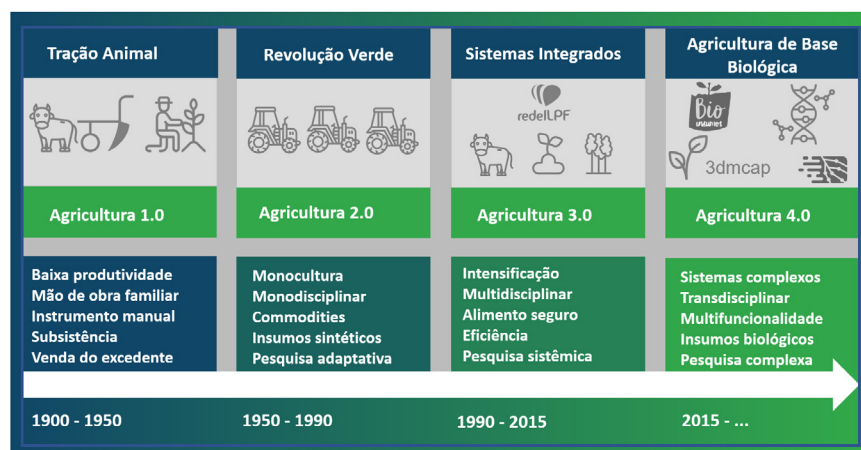 Tração Animal
Revolução Verde
Sistemas Integrados
Agricultura de Base
Biológica
redeILPF
Bio
insumos
3dmcap
Agricultura 1.0
Agricultura 2.0
Agricultura 3.0
Agricultura 4.0
Baixa produtividade
Mão de obra familiar
Instrumento manual
Subsistência
Venda do excedente
Monocultura
Monodisciplinar
Commodities
Insumos sintéticos
Pesquisa adaptativa
Intensificação
Multidisciplinar
Alimento seguro
Eficiência
Pesquisa sistêmica
Sistemas complexos
Transdisciplinar
Multifuncionalidade
Insumos biológicos
Pesquisa complexa
1900 - 1950
1950 - 1990
1990 - 2015
2015 - ...